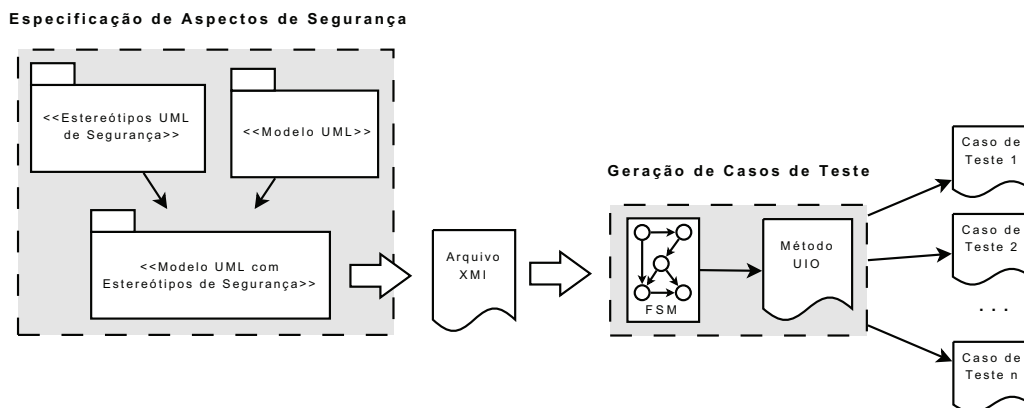 Especificação de Aspectos de Segurança
<<Estereótipos UML
de Segurança>>
<<Modelo UML>>
<<Modelo UML com
Estereótipos de Segurança>>
Arquivo
XMI
Geração de Casos de Teste
FSM
Método
UIO
Caso de
Teste 1
Caso de
Teste 2
. . .
Caso de
Teste n